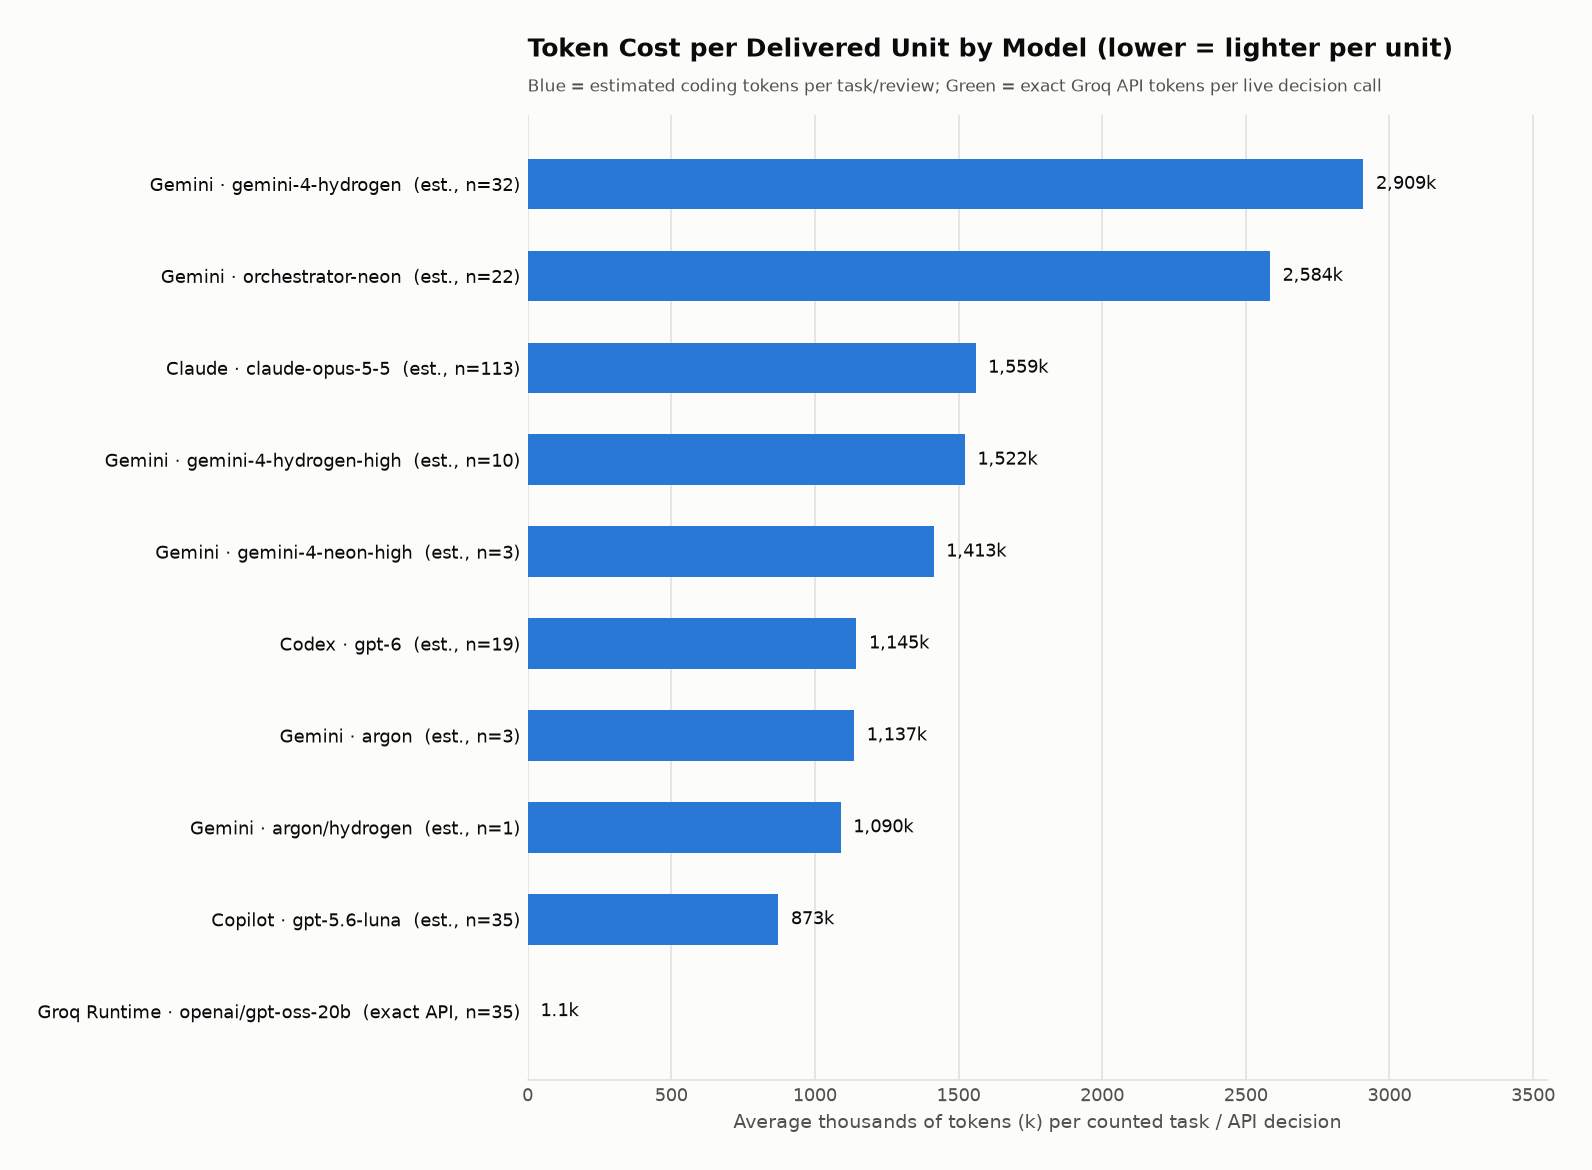 Token Cost per Delivered Unit by Model (lower = lighter per unit)
Blue = estimated coding tokens per task/review; Green = exact Groq API tokens per live decision call
Gemini · gemini-4-hydrogen (est., n=32)
2,909k
Gemini · orchestrator-neon (est., n=22)
2,584k
Claude · claude-opus-5-5 (est., n=113)
1,559k
Gemini · gemini-4-hydrogen-high (est., n=10)
1,522k
Gemini · gemini-4-neon-high (est., n=3)
1,413k
Codex · gpt-6 (est., n=19)
1,145k
Gemini · argon (est., n=3)
1,137k
Gemini · argon/hydrogen (est., n=1)
1,090k
Copilot · gpt-5.6-luna (est., n=35)
873k
Groq Runtime · openai/gpt-oss-20b (exact API, n=35)
1.1k
0 500 1000 1500 2000 2500 3000 3500
Average thousands of tokens (k) per counted task / API decision